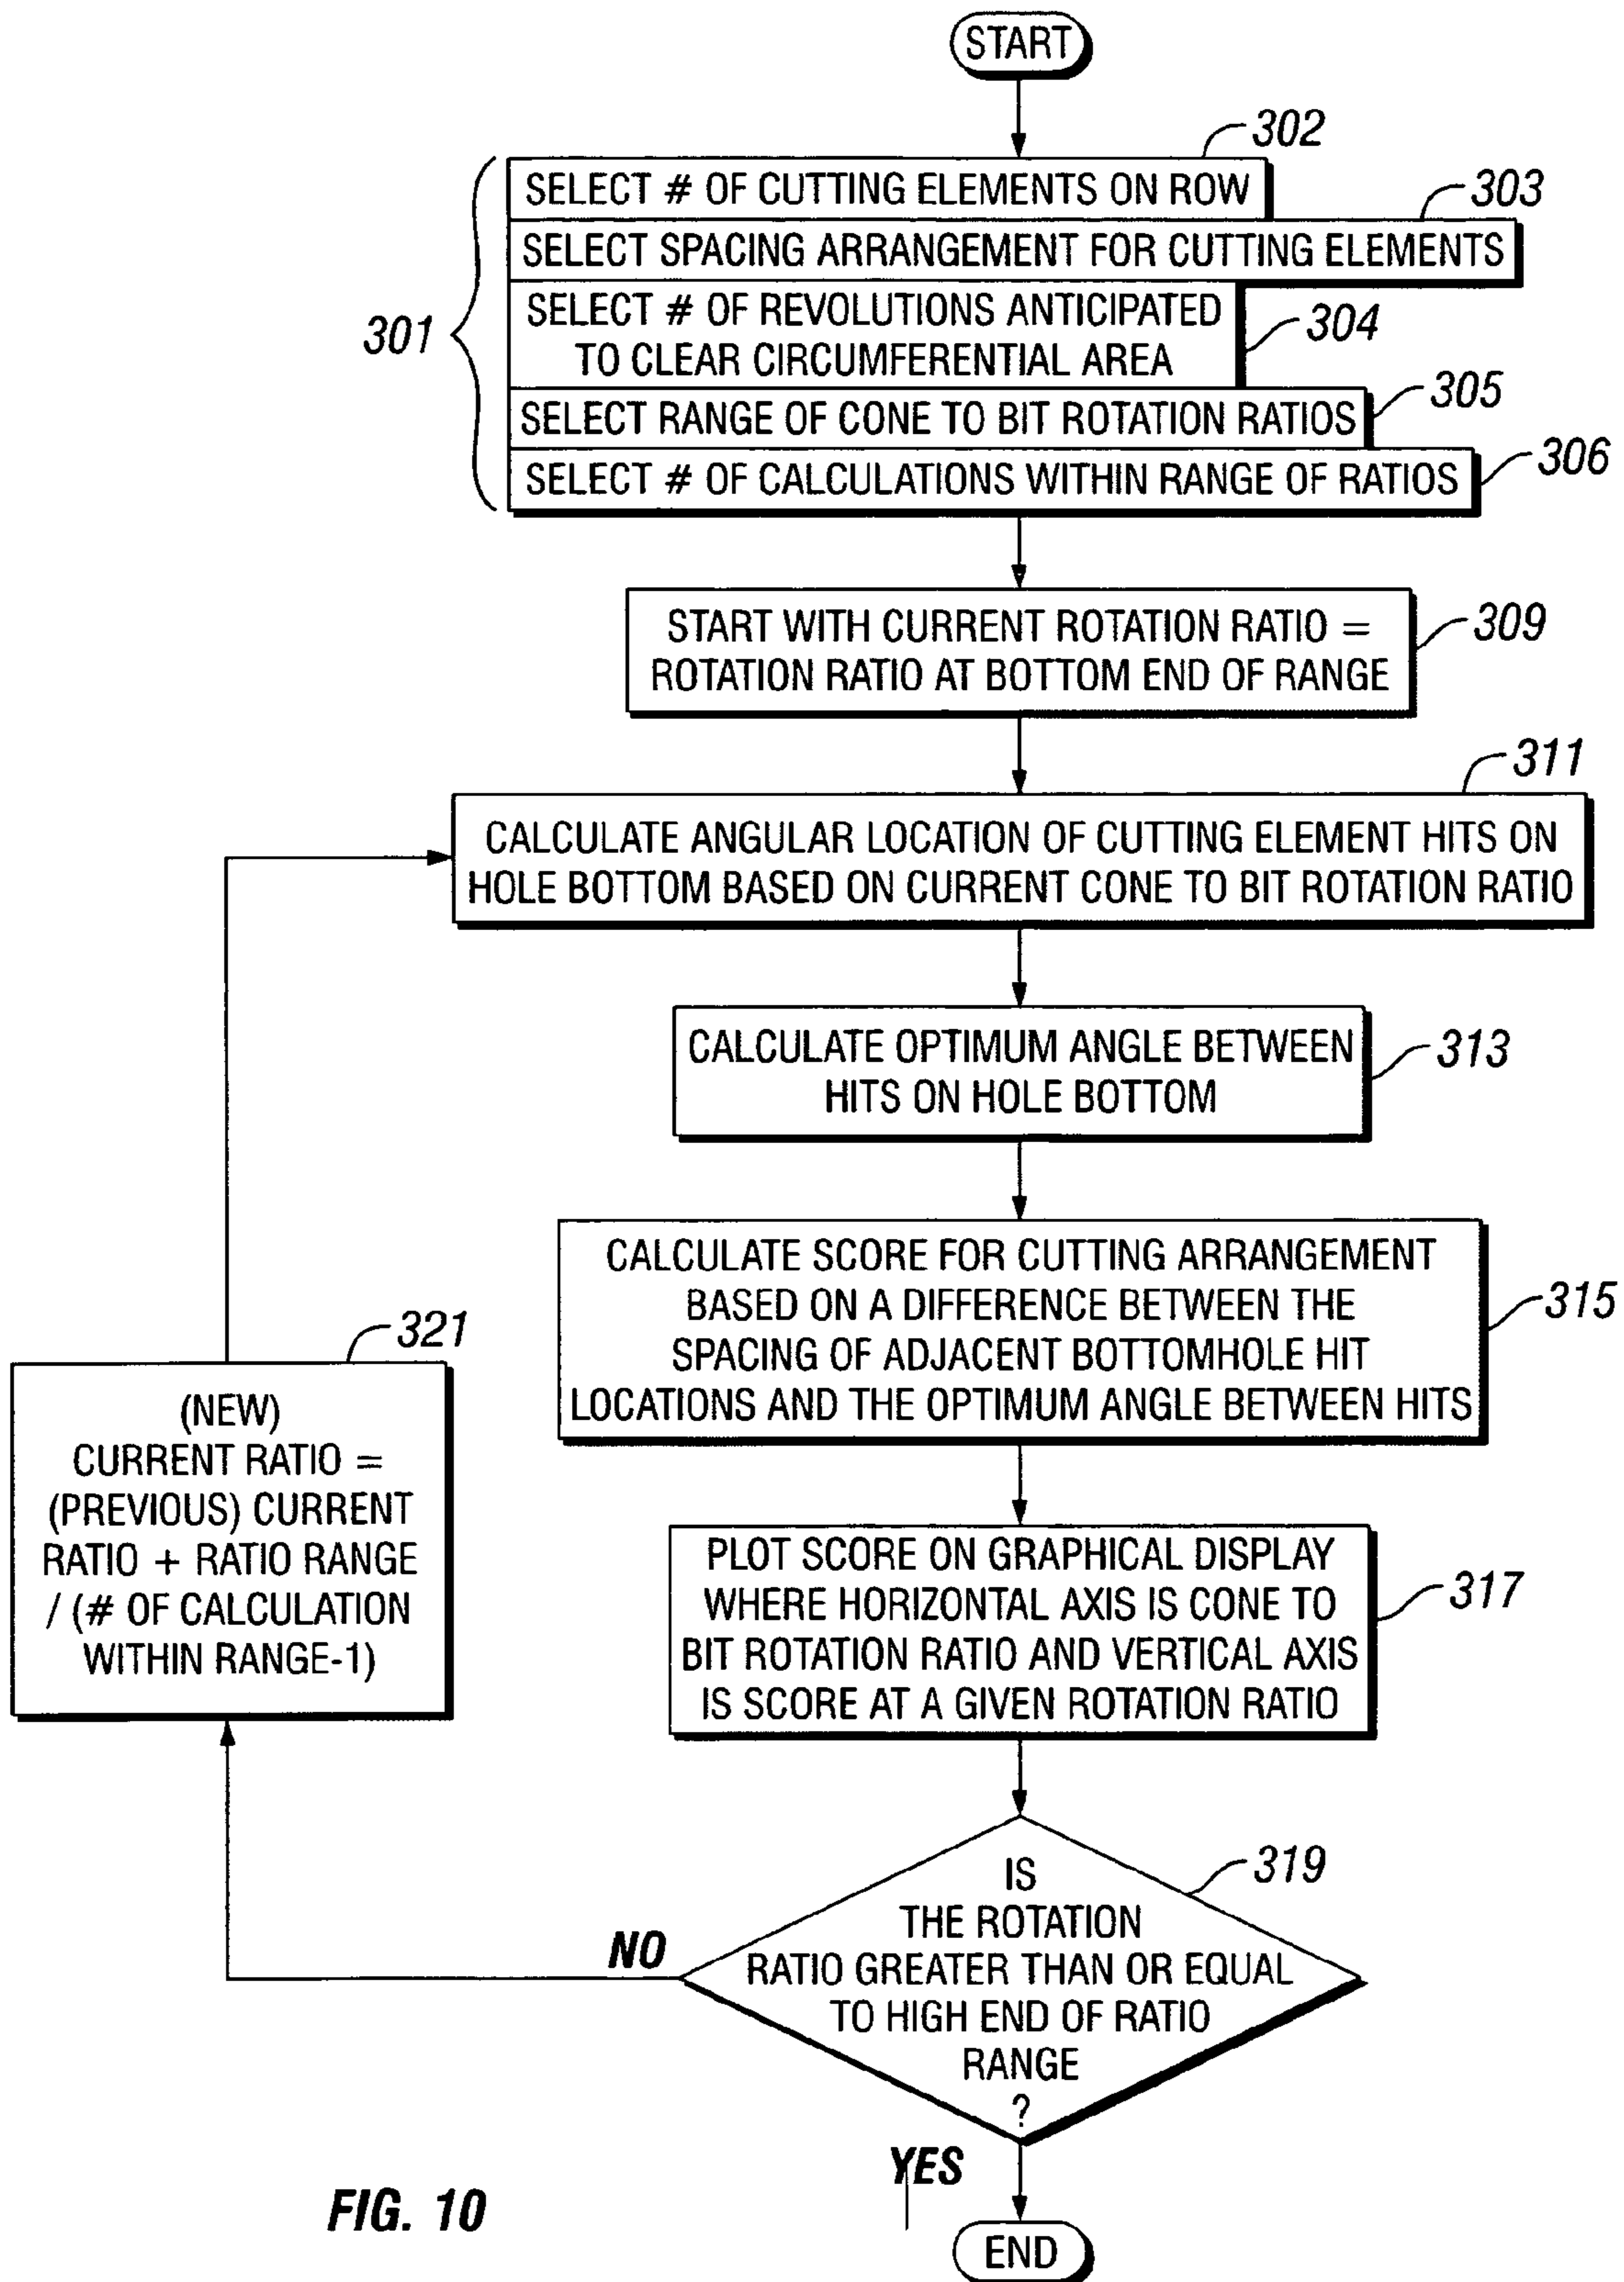 START
302
SELECT # OF CUTTING ELEMENTS ON ROW
303
SELECT SPACING ARRANGEMENT FOR CUTTING ELEMENTS
301
SELECT # OF REVOLUTIONS ANTICIPATED
TO CLEAR CIRCUMFERENTIAL AREA
304
SELECT RANGE OF CONE TO BIT ROTATION RATIOS
305
SELECT # OF CALCULATIONS WITHIN RANGE OF RATIOS
306
START WITH CURRENT ROTATION RATIO =
ROTATION RATIO AT BOTTOM END OF RANGE
309
311
CALCULATE ANGULAR LOCATION OF CUTTING ELEMENT HITS ON
HOLE BOTTOM BASED ON CURRENT CONE TO BIT ROTATION RATIO
CALCULATE OPTIMUM ANGLE BETWEEN
HITS ON HOLE BOTTOM
313
CALCULATE SCORE FOR CUTTING ARRANGEMENT
BASED ON A DIFFERENCE BETWEEN THE
SPACING OF ADJACENT BOTTOMHOLE HIT
LOCATIONS AND THE OPTIMUM ANGLE BETWEEN HITS
315
321
(NEW)
CURRENT RATIO =
(PREVIOUS) CURRENT
RATIO + RATIO RANGE
/ (# OF CALCULATION
WITHIN RANGE-1)
PLOT SCORE ON GRAPHICAL DISPLAY
WHERE HORIZONTAL AXIS IS CONE TO
BIT ROTATION RATIO AND VERTICAL AXIS
IS SCORE AT A GIVEN ROTATION RATIO
317
319
IS
THE ROTATION
RATIO GREATER THAN OR EQUAL
TO HIGH END OF RATIO
RANGE
?
NO
YES
END
FIG. 10